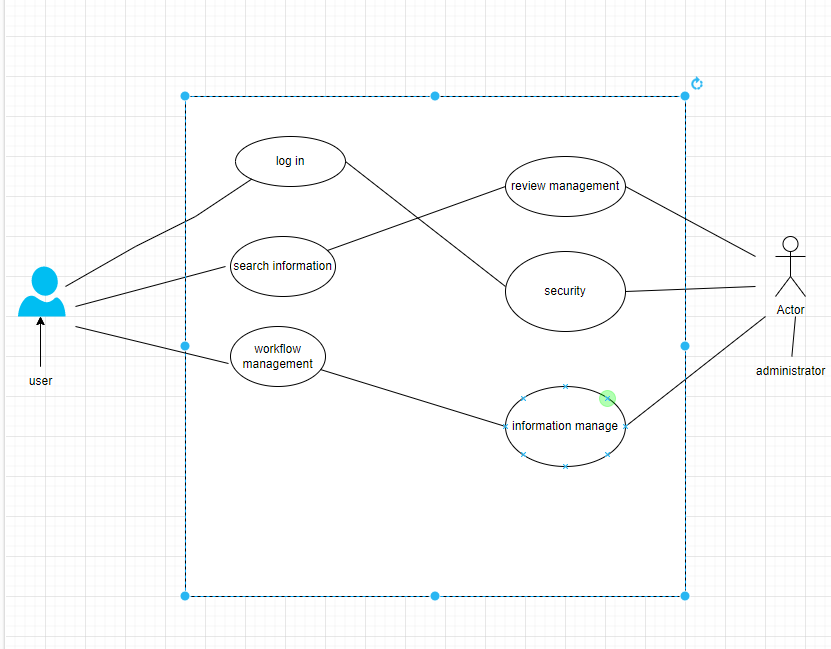 log in
review management
search information
security
Actor
workflow
management
administrator
user
information manage